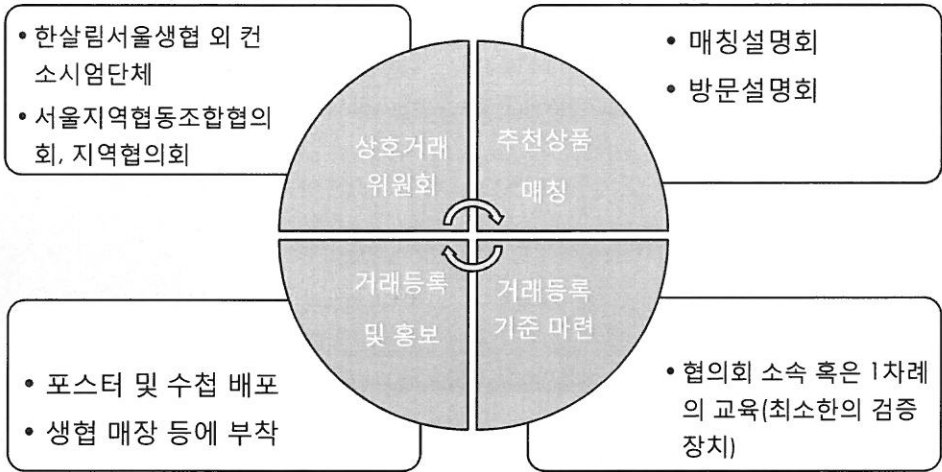 • 한살림서울생협 외 컨
소시엄단체
• 서울지역협동조합협의
회, 지역협의회
• 매칭설명회
• 방문설명회
상호거래
위원회
추천상품
매칭
거래등록
및 홍보
거래등록
기준 마련
• 포스터 및 수첩 배포
• 생협 매장 등에 부착
• 협의회 소속 혹은 1차례
의 교육(최소한의 검증
장치)